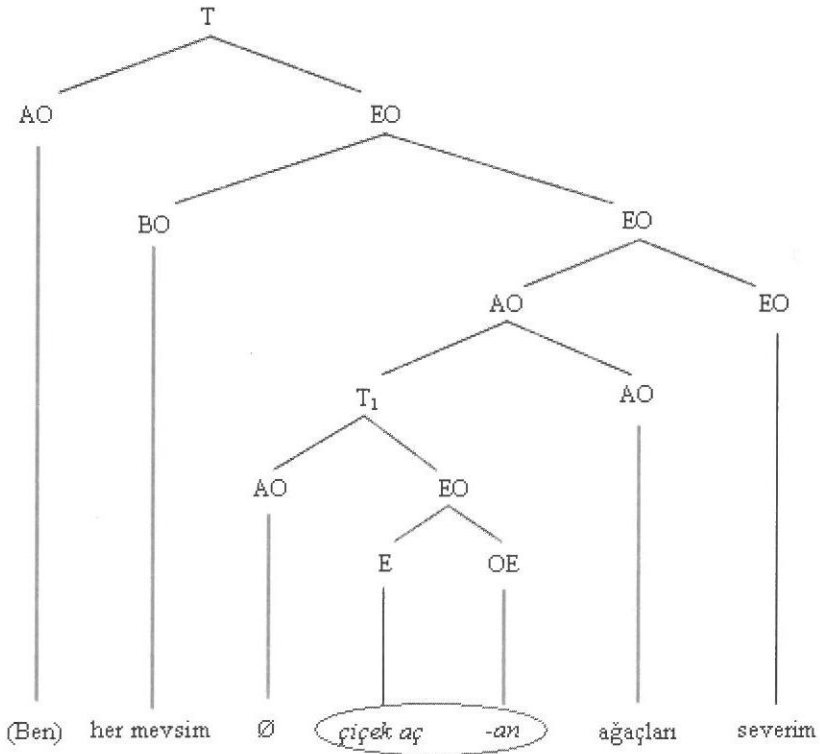 T
AO EO
BO EO
AO EO
T₁ AO
AO EO
E OE
(Ben) her mevsim Ø çiçek aç -an ağaçları severim